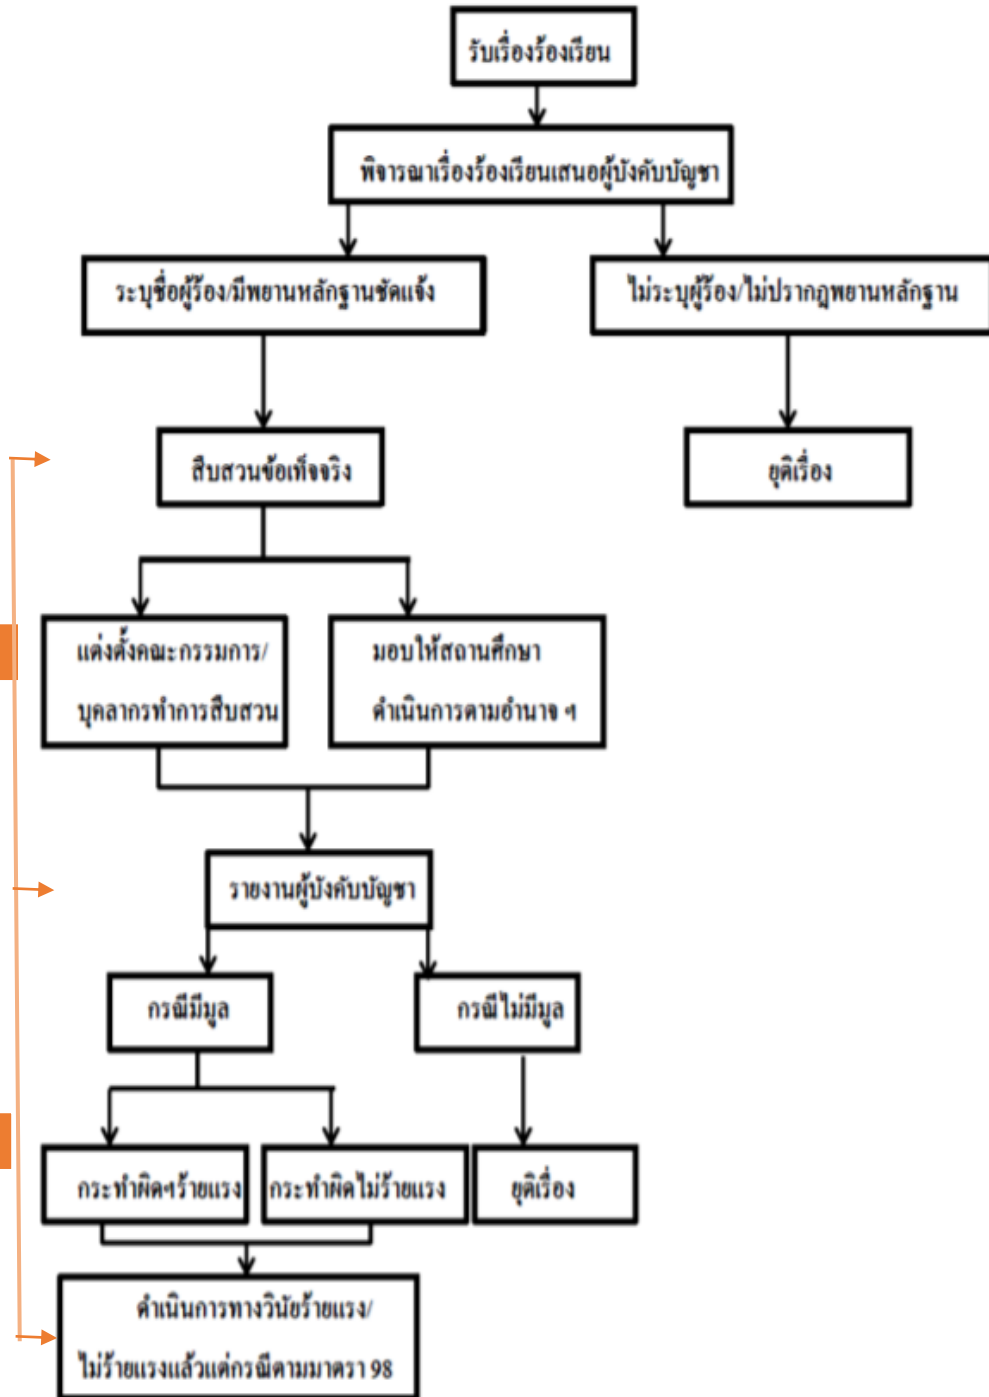 รับเรื่องร้องเรียน
พิจารณาเรื่องร้องเรียนเสนอผู้บังคับบัญชา
ระบุชื่อผู้ร้อง/มีพยานหลักฐานชัดแจ้ง
ไม่ระบุผู้ร้อง/ไม่ปรากฎพยานหลักฐาน
สืบสวนข้อเท็จจริง
ยุติเรื่อง
แต่งตั้งคณะกรรมการ/
บุคลากรทำการสืบสวน
มอบให้สถานศึกษา
ดำเนินการตามอำนาจ ฯ
รายงานผู้บังคับบัญชา
กรณีมีมูล
กรณีไม่มีมูล
กระทำผิดฯร้ายแรง
กระทำผิดไม่ร้ายแรง
ยุติเรื่อง
ดำเนินการทางวินัยร้ายแรง/
ไม่ร้ายแรงแล้วแต่กรณีตามมาตรา 98